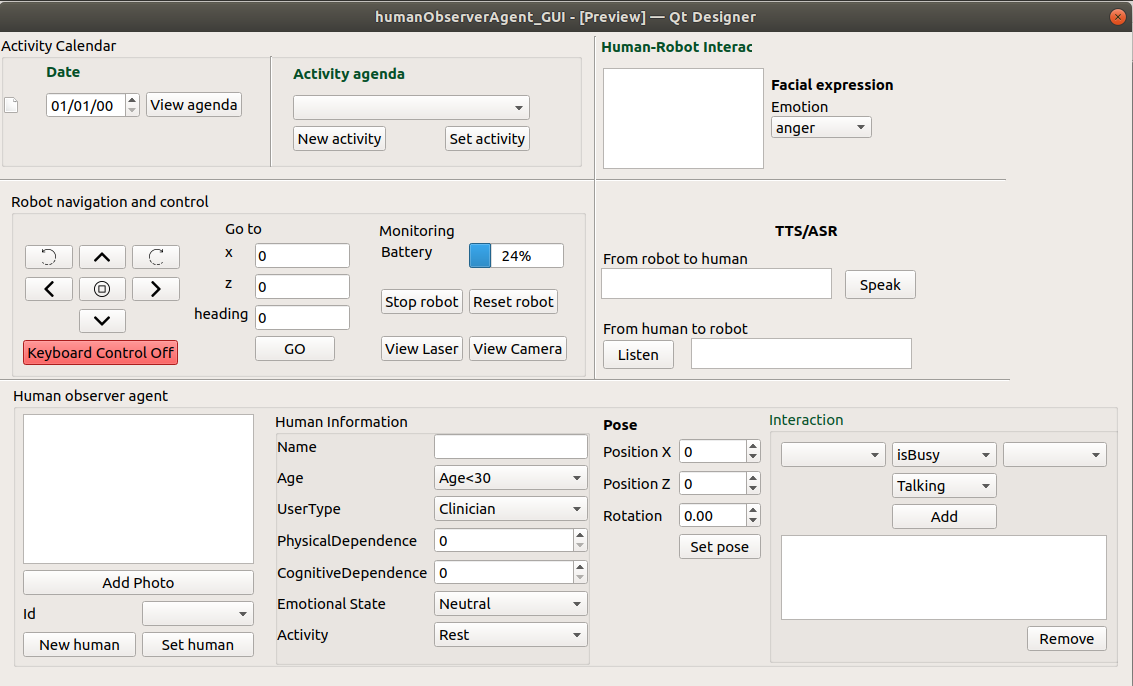 humanObserverAgent_GUI - [Preview] — Qt Designer
Activity Calendar
Date
01/01/00
View agenda
Activity agenda
New activity
Set activity
Human-Robot Interac
Facial expression
Emotion
anger
Robot navigation and control
Go to
x
0
z
0
heading
0
GO
Keyboard Control Off
Monitoring
Battery
24%
Stop robot
Reset robot
View Laser
View Camera
TTS/ASR
From robot to human
Speak
From human to robot
Listen
Human observer agent
Add Photo
Id
New human
Set human
Human Information
Name
Age
Age<30
UserType
Clinician
PhysicalDependence
0
CognitiveDependence
0
Emotional State
Neutral
Activity
Rest
Pose
Position X
0
Position Z
0
Rotation
0.00
Set pose
Interaction
isBusy
Talking
Add
Remove